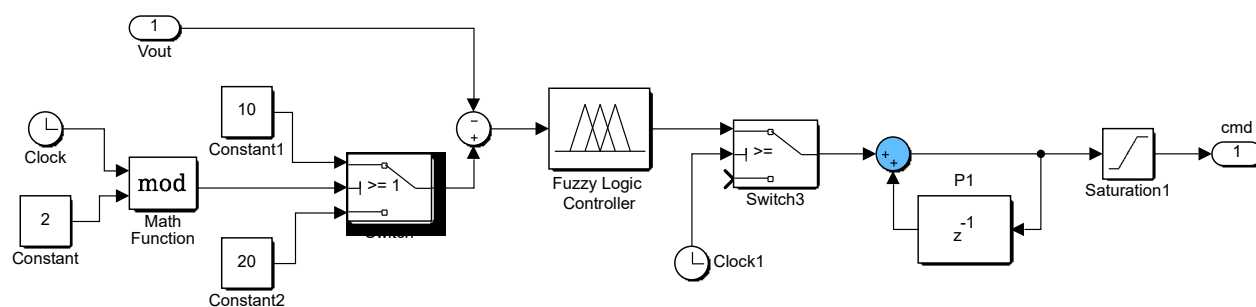 1
Vout
10
Constant1
Clock
mod
Math
Function
2
Constant
>= 1
20
Constant2
−
+
Fuzzy Logic
Controller
>=
Switch3
Clock1
+
+
P1
z-1
Saturation1
cmd
1